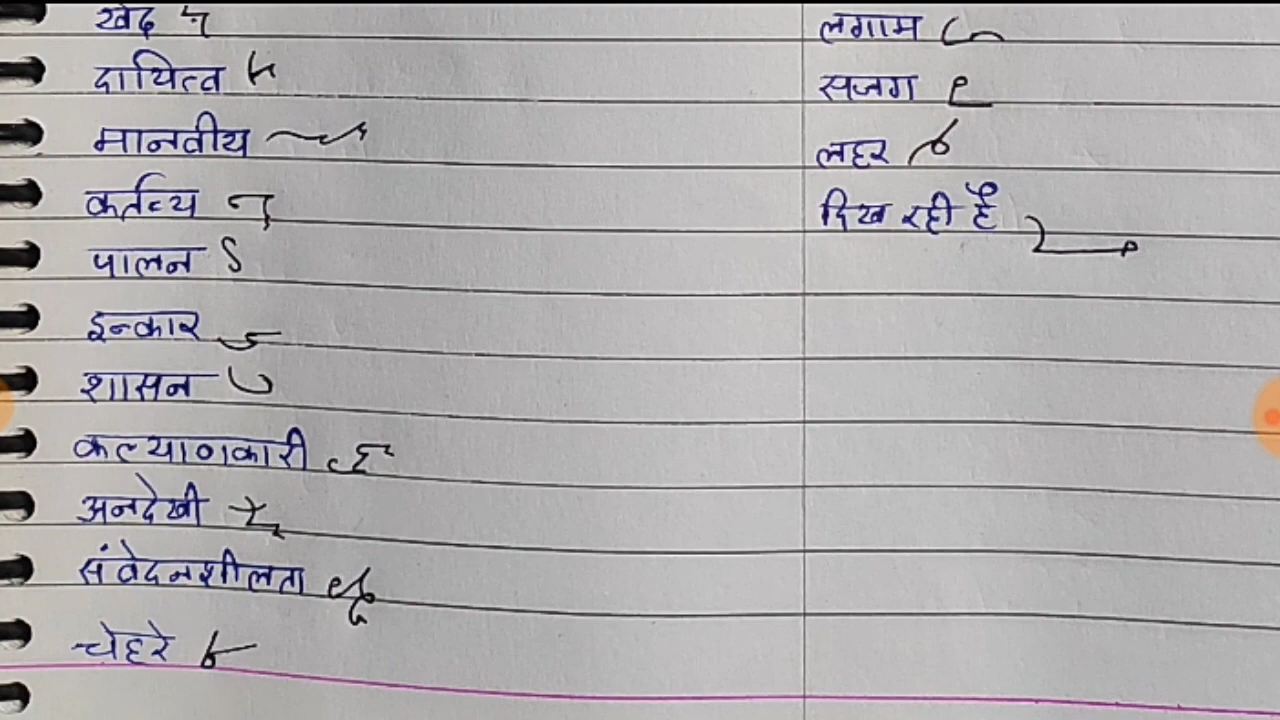 खेद
दायित्व
मानवीय
कर्तव्य
पालन
इन्कार
शासन
कल्याणकारी
अनदेखी
संवेदनशीलता
चेहरे
लगाम
सजग
लहर
दिख रही है